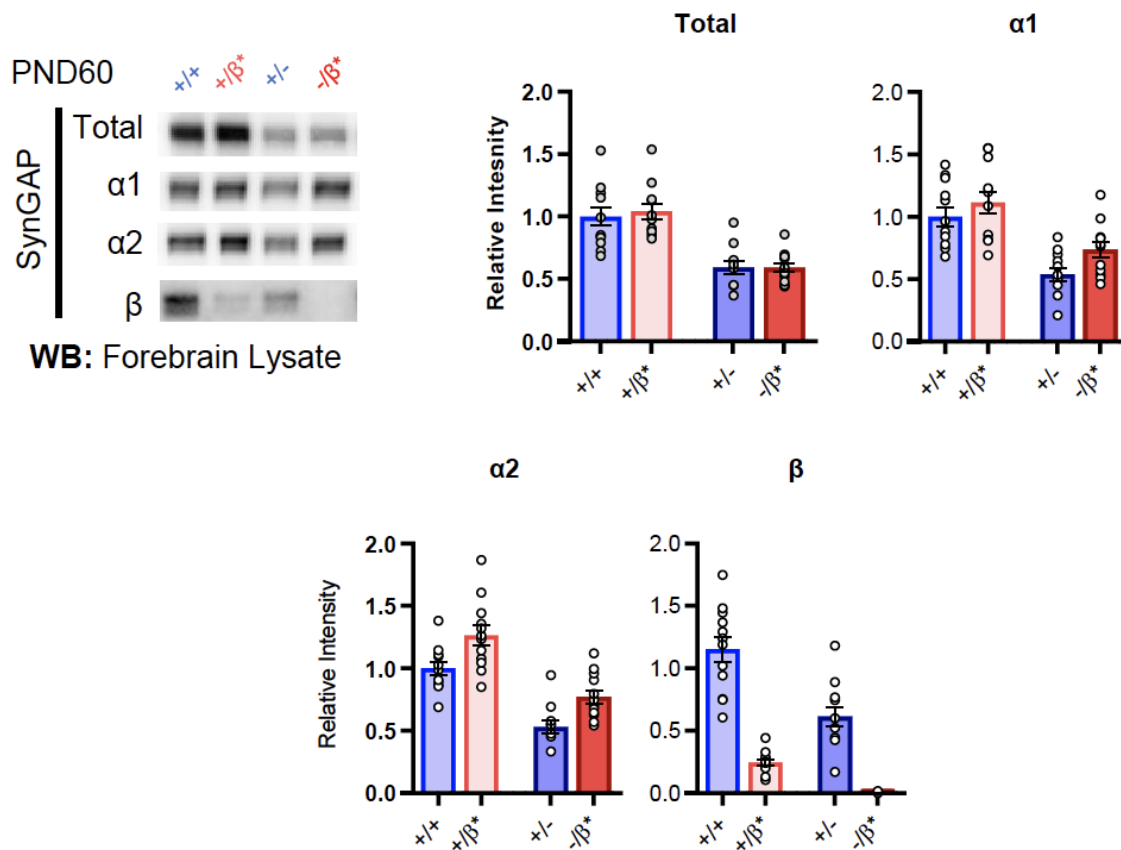 PND60 +/+ +/β* +/- -/β*
SynGAP
Total
α1
α2
β
WB: Forebrain Lysate
Total
Relative Intesnity
2.0
1.5
1.0
0.5
0.0
+/+ +/β* +/- -/β*
α1
2.0
1.5
1.0
0.5
0.0
+/+ +/β* +/- -/β*
α2
Relative Intensity
2.0
1.5
1.0
0.5
0.0
+/+ +/β* +/- -/β*
β
2.0
1.5
1.0
0.5
0.0
+/+ +/β* +/- -/β*